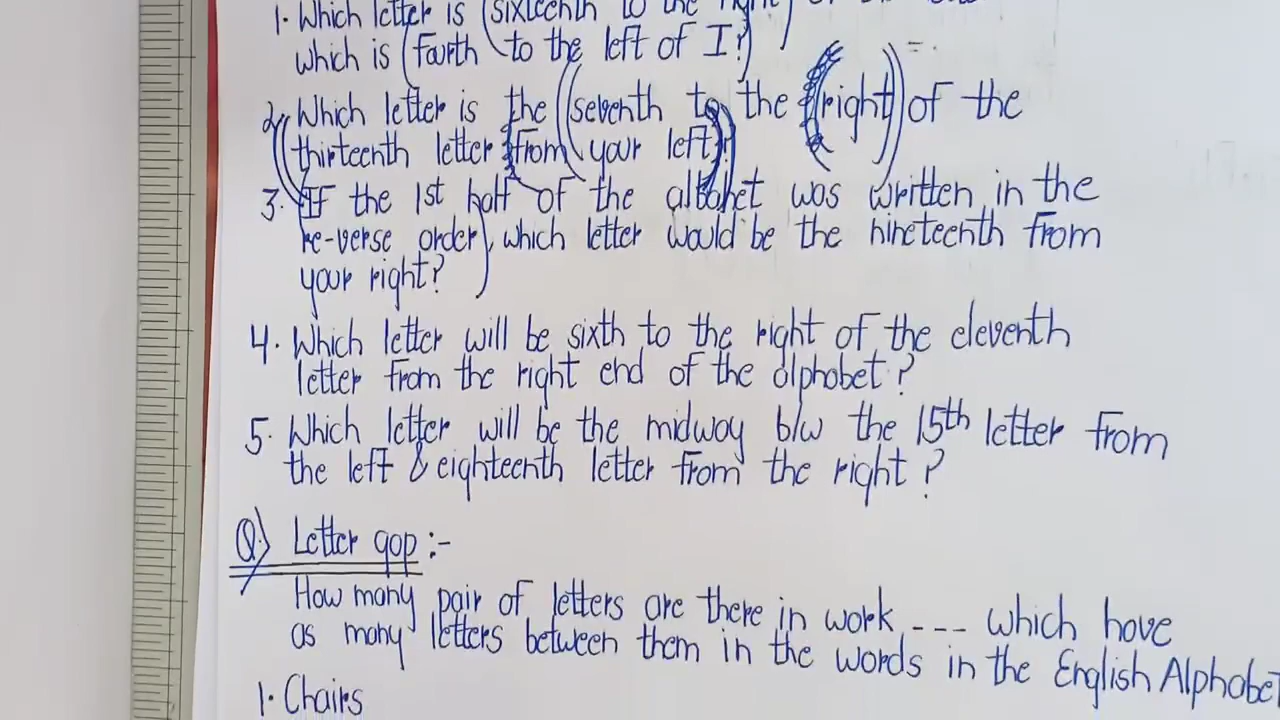 1. Which letter is (sixteenth to the right
which is (fourth to the left of I?)
2. Which letter is the ((seventh to the ((right)) of the
((thirteenth letter from your left)?
3. If the 1st half of the altbahet was written in the
re-verse order), which letter would be the nineteenth from
your right?
4. Which letter will be sixth to the right of the eleventh
letter from the right end of the alphabet?
5. Which letter will be the midway b/w the 15th letter from
the left & eighteenth letter from the right?
Q) Letter gap :-
How many pair of letters are there in work, --- which have
as many letters between them in the words in the English Alphabet
1. Chairs